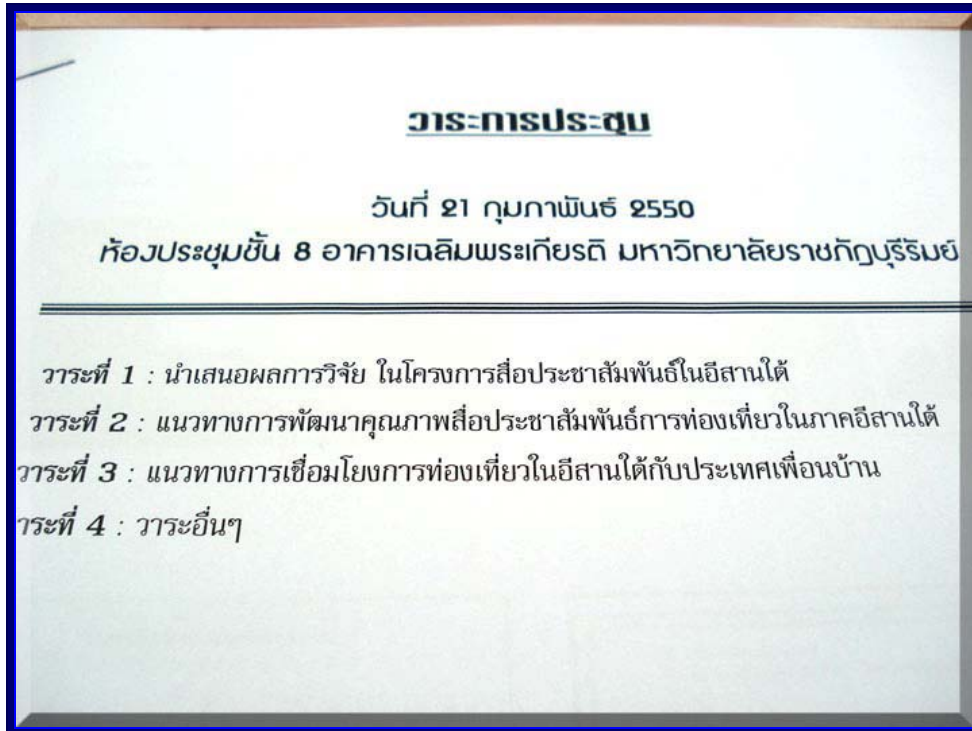 วาระการประชุม
วันที่ 21 กุมภาพันธ์ 2550
ห้องประชุมชั้น 8 อาคารเฉลิมพระเกียรติ มหาวิทยาลัยราชภัฏบุรีรัมย์
วาระที่ 1 : นำเสนอผลการวิจัย ในโครงการสื่อประชาสัมพันธ์ในอีสานใต้
วาระที่ 2 : แนวทางการพัฒนาคุณภาพสื่อประชาสัมพันธ์การท่องเที่ยวในภาคอีสานใต้
วาระที่ 3 : แนวทางการเชื่อมโยงการท่องเที่ยวในอีสานใต้กับประเทศเพื่อนบ้าน
าระที่ 4 : วาระอื่นๆ